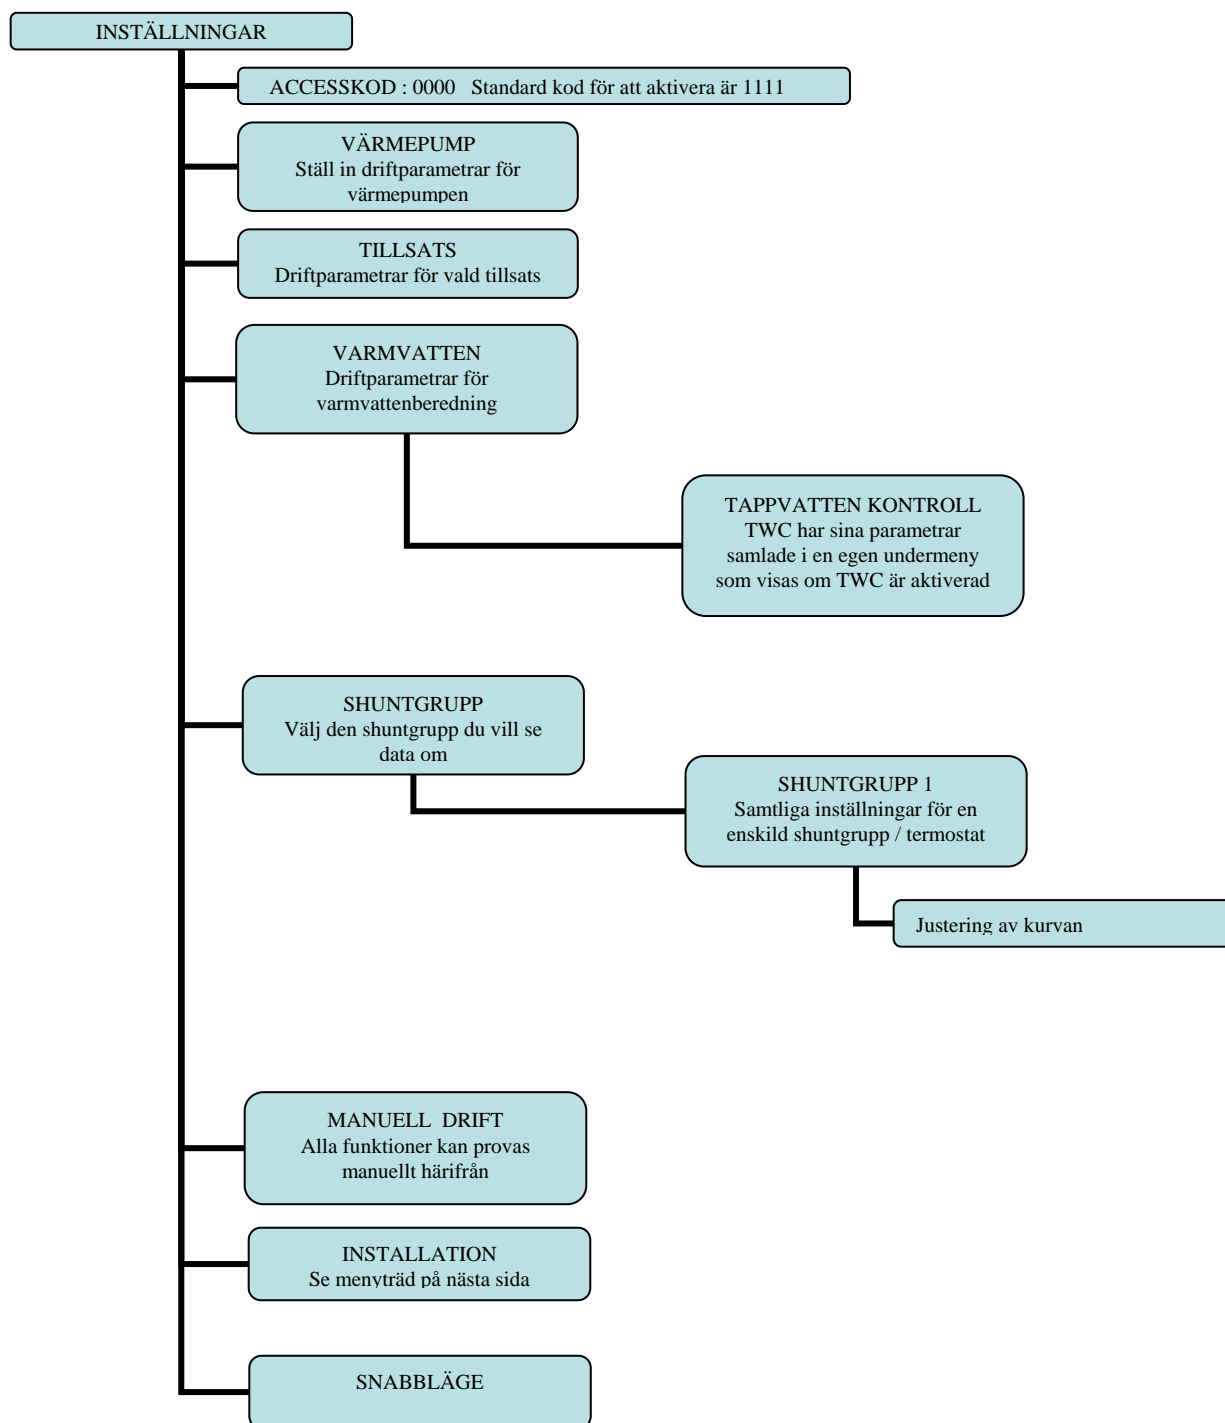 INSTÄLLNINGAR
ACCESSKOD : 0000   Standard kod för att aktivera är 1111
VÄRMEPUMP
Ställ in driftparametrar för
värmepumpen
TILLSATS
Driftparametrar för vald tillsats
VARMVATTEN
Driftparametrar för
varmvattenberedning
TAPPVATTEN KONTROLL
TWC har sina parametrar
samlade i en egen undermeny
som visas om TWC är aktiverad
SHUNTGRUPP
Välj den shuntgrupp du vill se
data om
SHUNTGRUPP 1
Samtliga inställningar för en
enskild shuntgrupp / termostat
Justering av kurvan
MANUELL  DRIFT
Alla funktioner kan provas
manuellt härifrån
INSTALLATION
Se menyträd på nästa sida
SNABBLÄGE